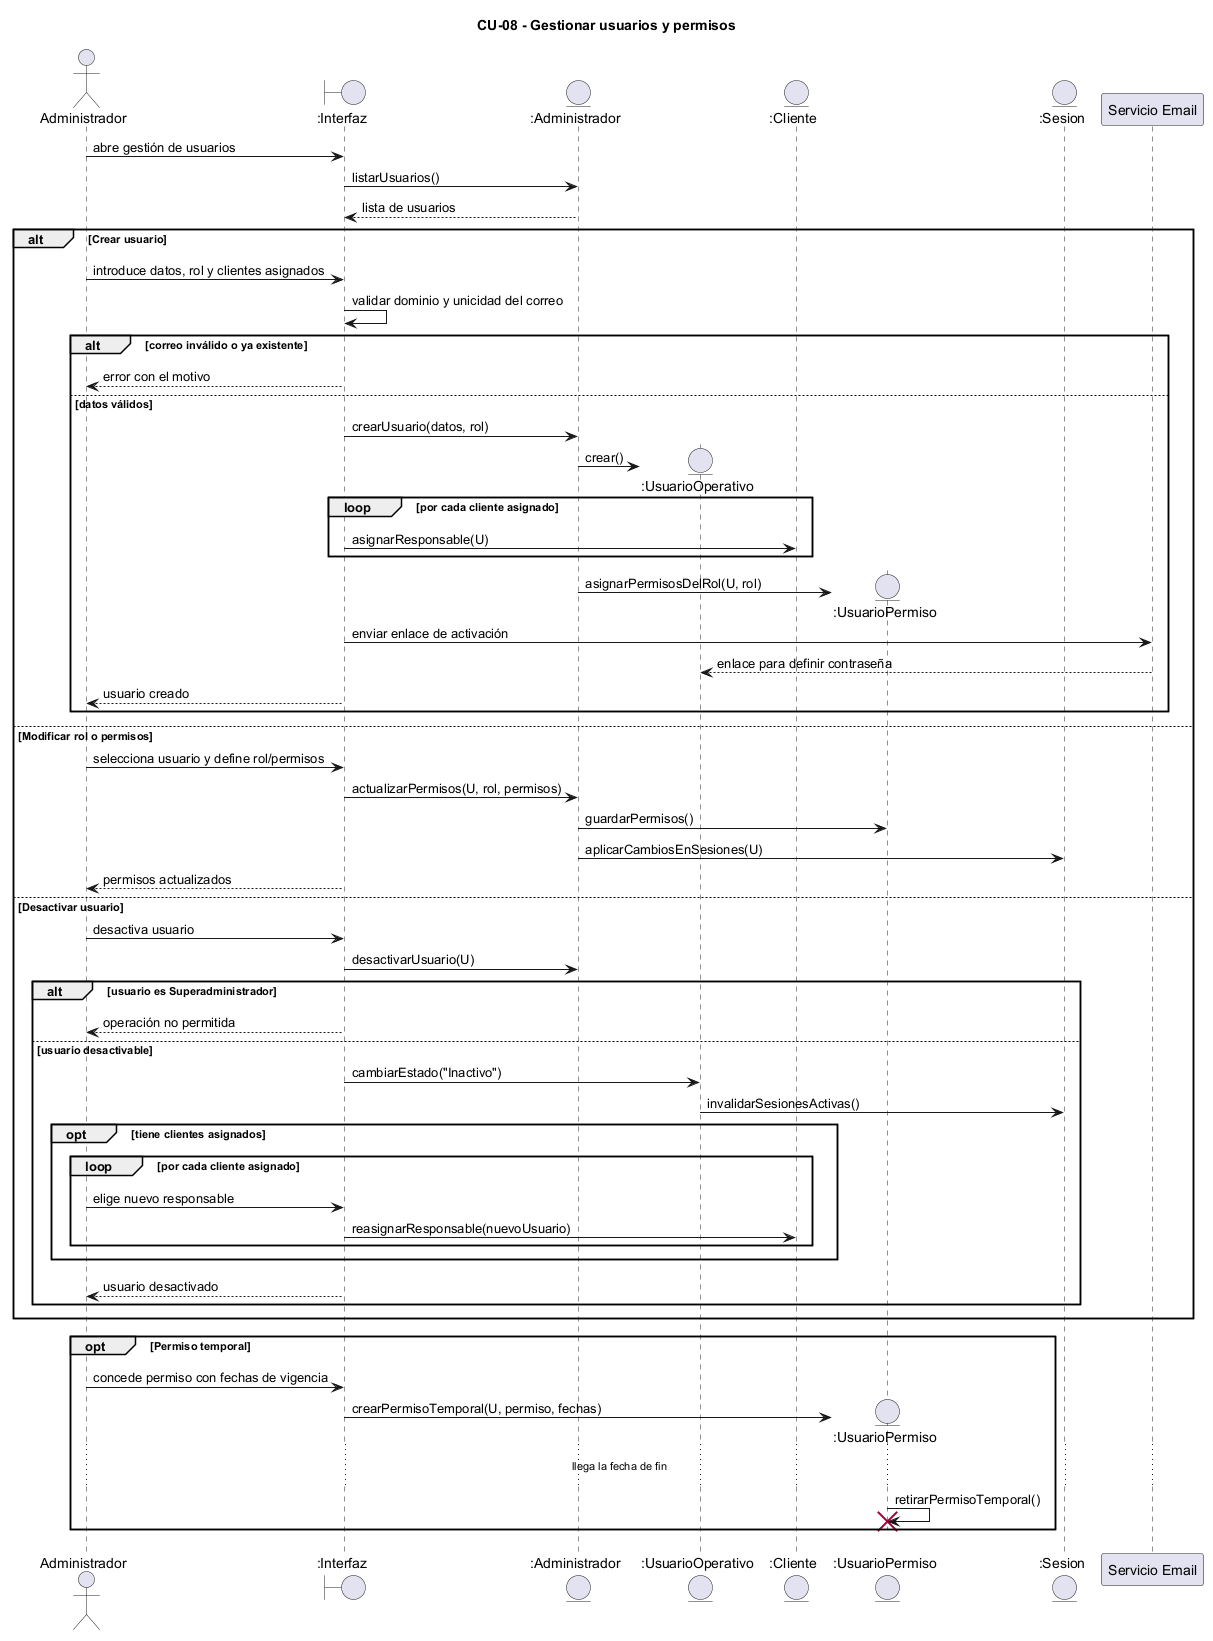 CU-08 - Gestionar usuarios y permisos
Administrador
:Interfaz
:Administrador
:Cliente
:Sesion
Servicio Email
abre gestión de usuarios
listarUsuarios()
lista de usuarios
alt [Crear usuario]
introduce datos, rol y clientes asignados
validar dominio y unicidad del correo
alt [correo inválido o ya existente]
error con el motivo
[datos válidos]
crearUsuario(datos, rol)
crear()
:UsuarioOperativo
loop [por cada cliente asignado]
asignarResponsable(U)
asignarPermisosDelRol(U, rol)
:UsuarioPermiso
enviar enlace de activación
enlace para definir contraseña
usuario creado
[Modificar rol o permisos]
selecciona usuario y define rol/permisos
actualizarPermisos(U, rol, permisos)
guardarPermisos()
aplicarCambiosEnSesiones(U)
permisos actualizados
[Desactivar usuario]
desactiva usuario
desactivarUsuario(U)
alt [usuario es Superadministrador]
operación no permitida
[usuario desactivable]
cambiarEstado("Inactivo")
invalidarSesionesActivas()
opt [tiene clientes asignados]
loop [por cada cliente asignado]
elige nuevo responsable
reasignarResponsable(nuevoUsuario)
usuario desactivado
opt [Permiso temporal]
concede permiso con fechas de vigencia
crearPermisoTemporal(U, permiso, fechas)
:UsuarioPermiso
llega la fecha de fin
retirarPermisoTemporal()
Administrador
:Interfaz
:Administrador
:UsuarioOperativo
:Cliente
:UsuarioPermiso
:Sesion
Servicio Email